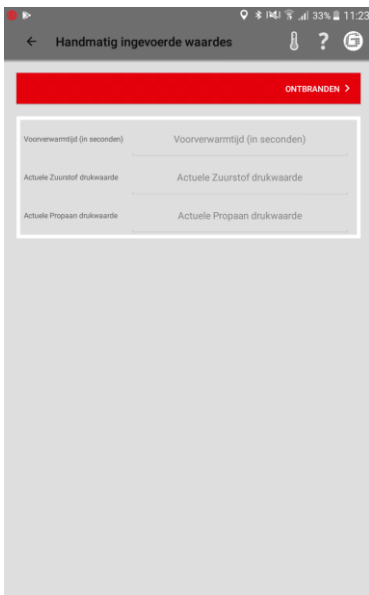 33% 11:23
Handmatig ingevoerde waardes ?
ONTBRANDEN >
Voorverwarmtijd (in seconden) Voorverwarmtijd (in seconden)
Actuele Zuurstof drukwaarde Actuele Zuurstof drukwaarde
Actuele Propaan drukwaarde Actuele Propaan drukwaarde